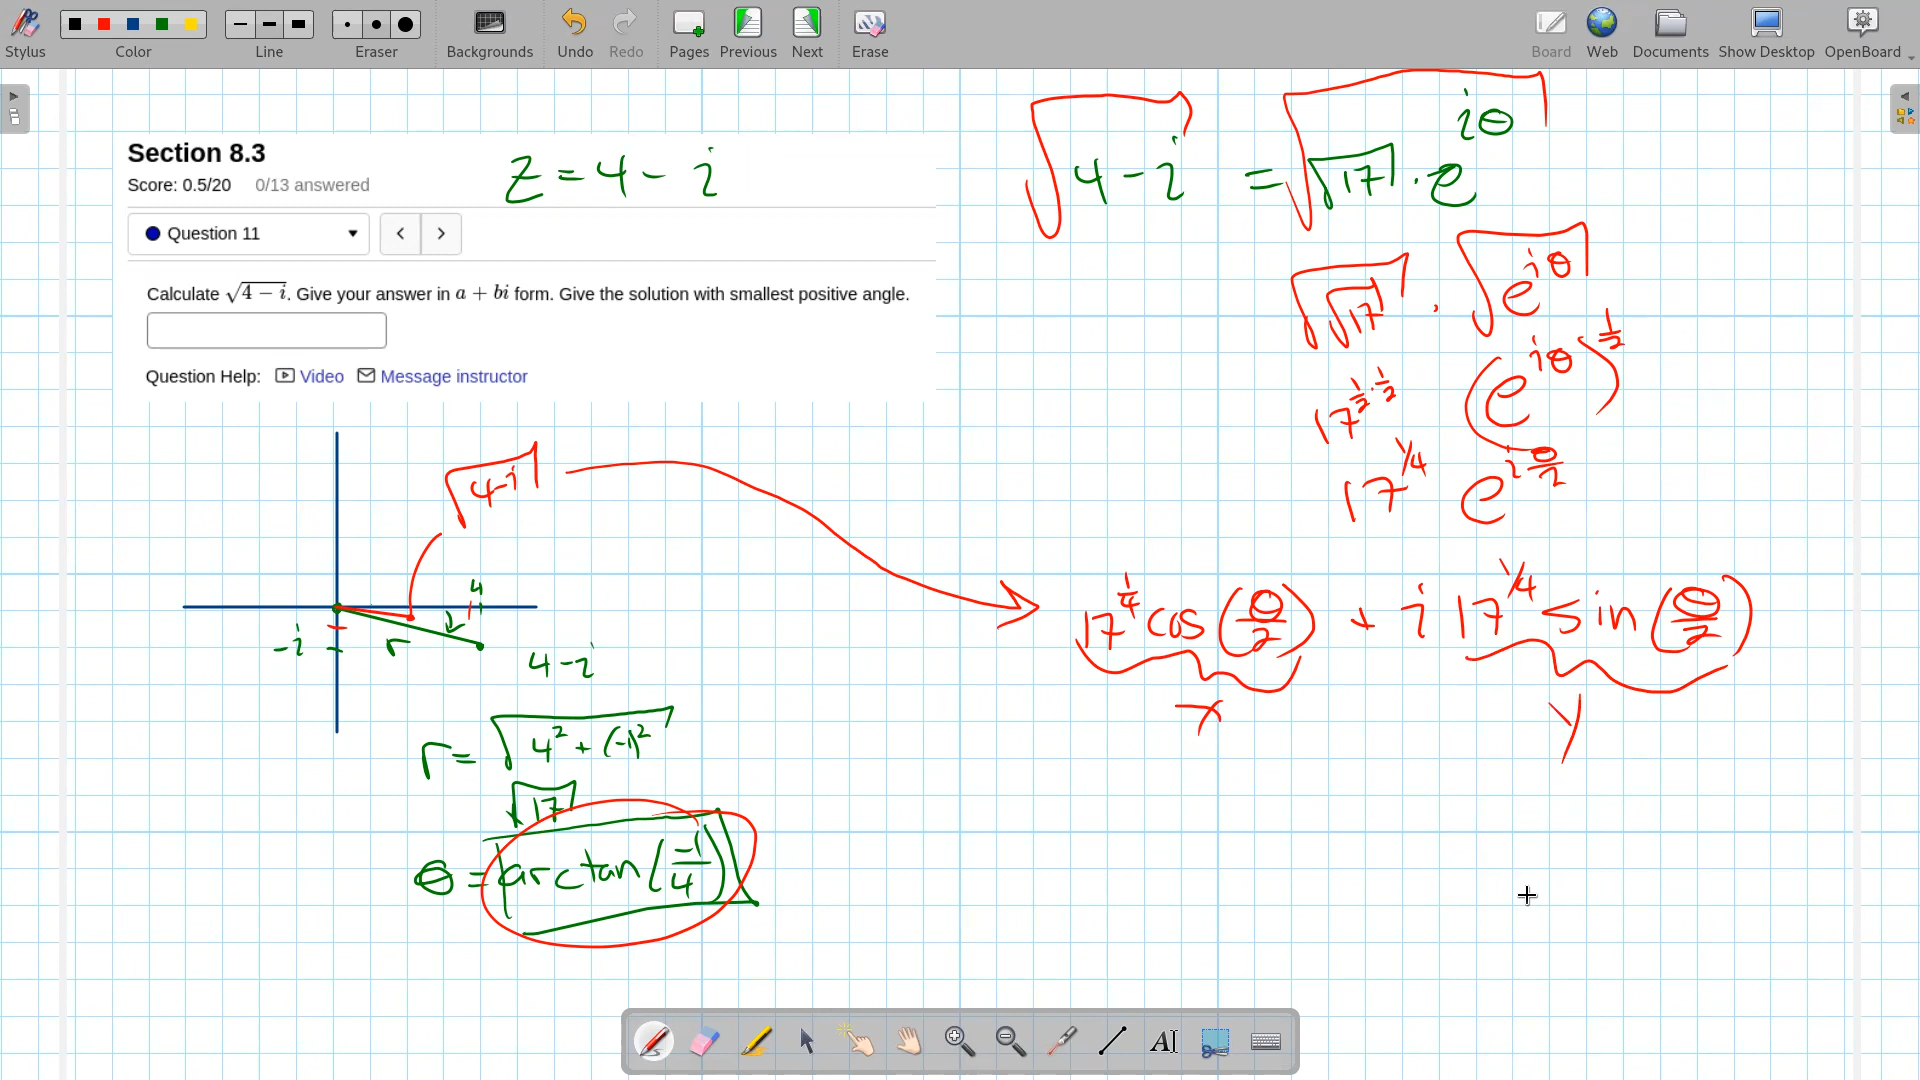 Stylus Color Line Eraser Backgrounds Undo Redo Pages Previous Next Erase Board Web Documents Show Desktop OpenBoard
Section 8.3
Score: 0.5/20 0/13 answered
Question 11
Calculate √(4 − i). Give your answer in a + bi form. Give the solution with smallest positive angle.
Question Help: Video Message instructor
z = 4 - i
√(4-i) = √(√17 · e^(iθ))
√√17 · √(e^(iθ))
17^(1/2 · 1/2) (e^(iθ))^(1/2)
17^(1/4) e^(i θ/2)
√(4-i)
4
-i
r
4-i
17^(1/4) cos(θ/2) + i 17^(1/4) sin(θ/2)
x y
r = √(4² + (-1)²)
√17
θ = arctan(-1/4)